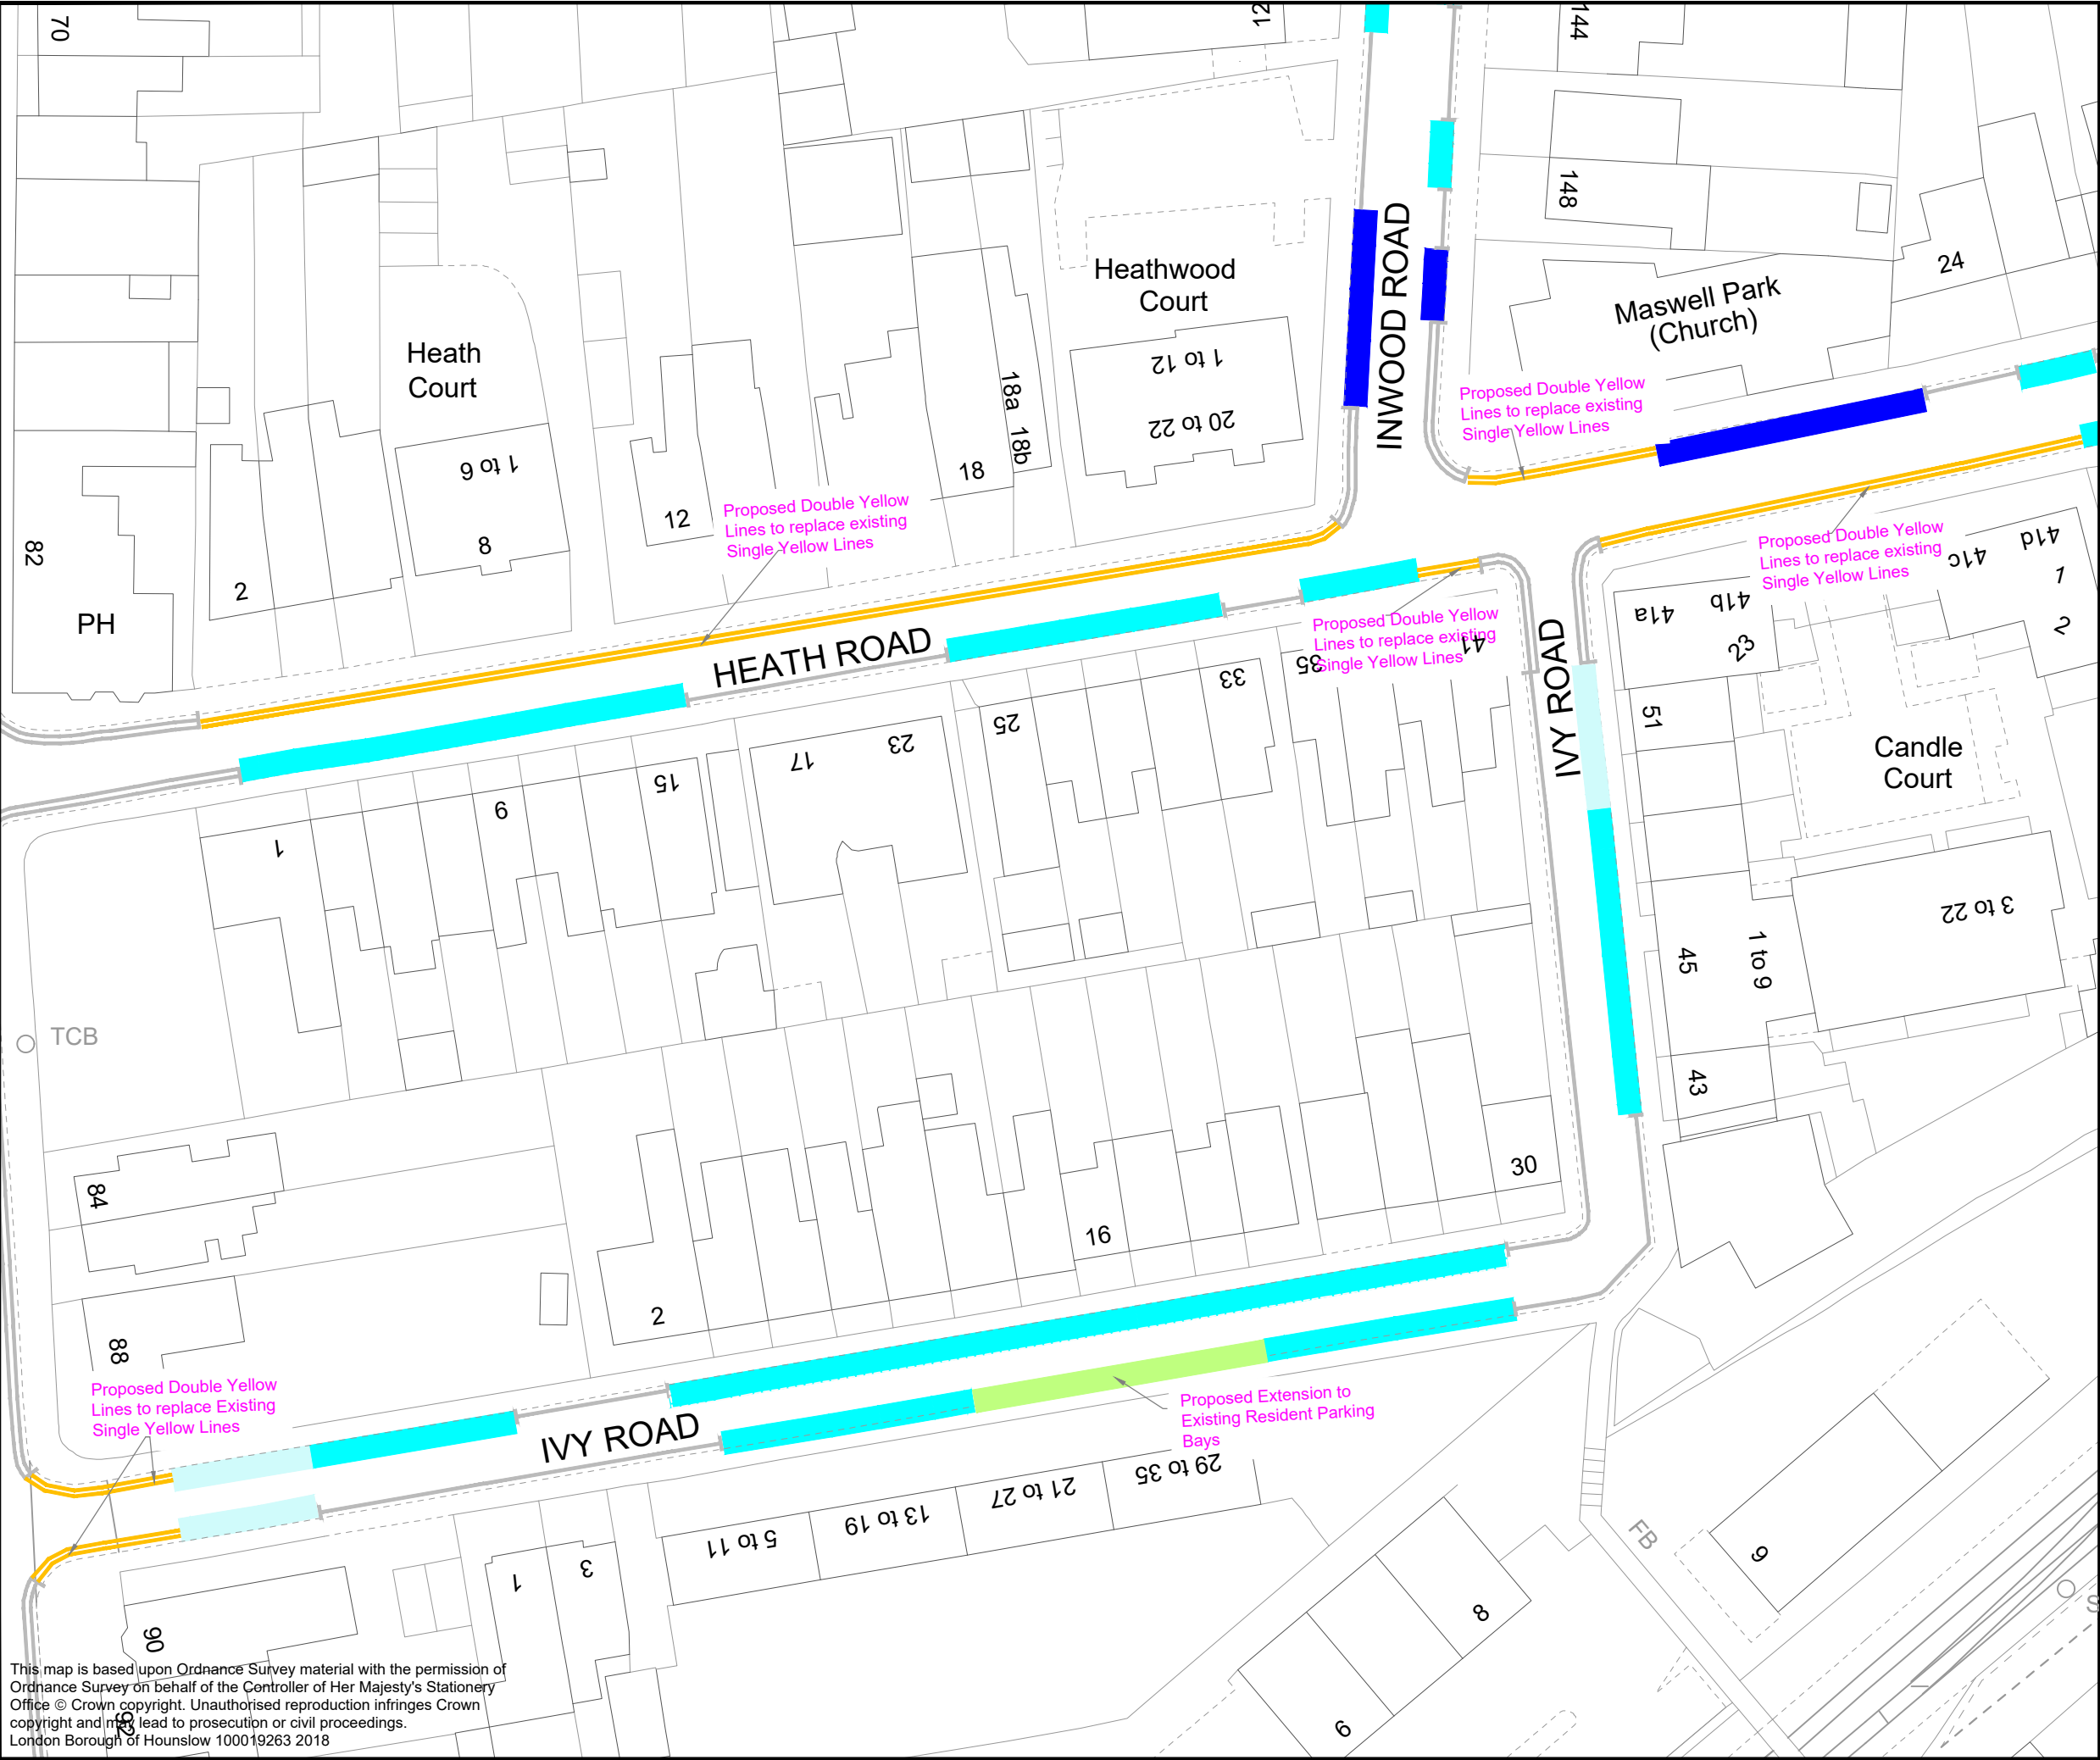 70
12
144
148
24
Heathwood
Court
INWOOD ROAD
Maswell Park
(Church)
Heath
Court
1 to 12
20 to 22
18a
18b
18
1 to 6
8
12
2
82
PH
Proposed Double Yellow
Lines to replace existing
Single Yellow Lines
Proposed Double Yellow
Lines to replace existing
Single Yellow Lines
Proposed Double Yellow
Lines to replace existing
Single Yellow Lines
Proposed Double Yellow
Lines to replace existing
Single Yellow Lines
HEATH ROAD
41a
41b
41c
41d
1
2
23
IVY ROAD
51
Candle
Court
1
9
15
17
23
25
33
35
41
3 to 22
45
1 to 9
43
TCB
84
88
2
16
30
Proposed Double Yellow
Lines to replace Existing
Single Yellow Lines
IVY ROAD
Proposed Extension to
Existing Resident Parking
Bays
1
3
5 to 11
13 to 19
21 to 27
29 to 35
90
92
FB
9
8
6
S
This map is based upon Ordnance Survey material with the permission of
Ordnance Survey on behalf of the Controller of Her Majesty's Stationery
Office © Crown copyright. Unauthorised reproduction infringes Crown
copyright and may lead to prosecution or civil proceedings.
London Borough of Hounslow 100019263 2018